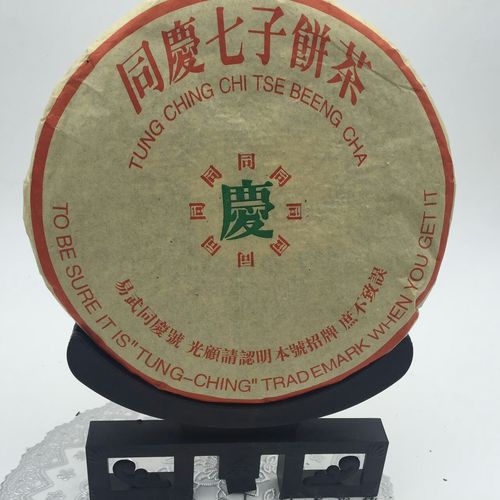 同慶七子餅茶
TUNG CHING CHI TSE BEENG CHA
同 同 同 同 同 同 同 同
慶
易武同慶號 光顧請認明本號招牌 庶不致誤
TO BE SURE IT IS "TUNG-CHING" TRADEMARK WHEN YOU GET IT